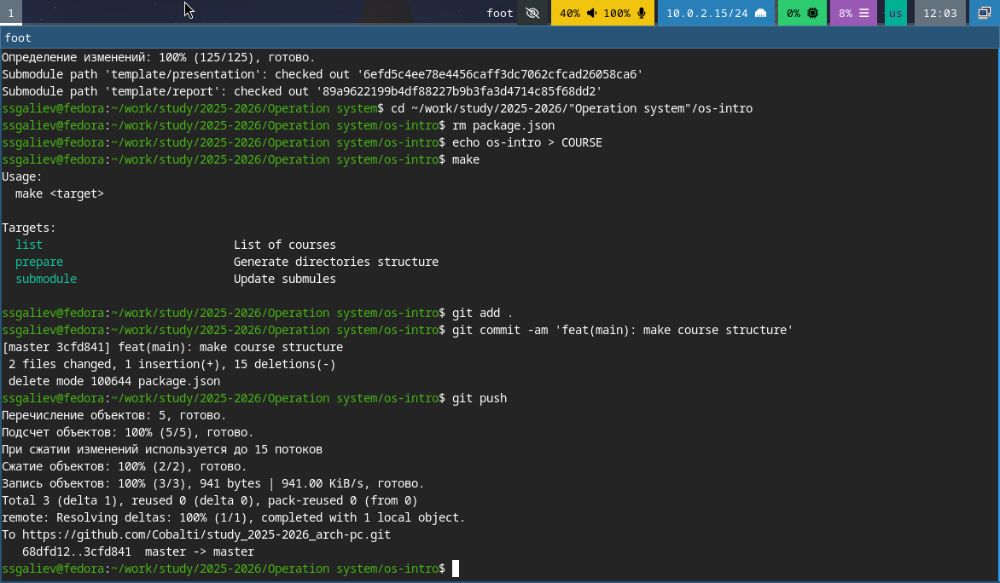 1 foot 40% 100% 10.0.2.15/24 0% 8% us 12:03
foot
Определение изменений: 100% (125/125), готово.
Submodule path 'template/presentation': checked out '6efd5c4ee78e4456caff3dc7062cfcad26058ca6'
Submodule path 'template/report': checked out '89a9622199b4df88227b9b3fa3d4714c85f68dd2'
ssgaliev@fedora:~/work/study/2025-2026/Operation system$ cd ~/work/study/2025-2026/"Operation system"/os-intro
ssgaliev@fedora:~/work/study/2025-2026/Operation system/os-intro$ rm package.json
ssgaliev@fedora:~/work/study/2025-2026/Operation system/os-intro$ echo os-intro > COURSE
ssgaliev@fedora:~/work/study/2025-2026/Operation system/os-intro$ make
Usage:
  make <target>

Targets:
  list                            List of courses
  prepare                         Generate directories structure
  submodule                       Update submules

ssgaliev@fedora:~/work/study/2025-2026/Operation system/os-intro$ git add .
ssgaliev@fedora:~/work/study/2025-2026/Operation system/os-intro$ git commit -am 'feat(main): make course structure'
[master 3cfd841] feat(main): make course structure
 2 files changed, 1 insertion(+), 15 deletions(-)
 delete mode 100644 package.json
ssgaliev@fedora:~/work/study/2025-2026/Operation system/os-intro$ git push
Перечисление объектов: 5, готово.
Подсчет объектов: 100% (5/5), готово.
При сжатии изменений используется до 15 потоков
Сжатие объектов: 100% (2/2), готово.
Запись объектов: 100% (3/3), 941 bytes | 941.00 KiB/s, готово.
Total 3 (delta 1), reused 0 (delta 0), pack-reused 0 (from 0)
remote: Resolving deltas: 100% (1/1), completed with 1 local object.
To https://github.com/Cobalti/study_2025-2026_arch-pc.git
   68dfd12..3cfd841  master -> master
ssgaliev@fedora:~/work/study/2025-2026/Operation system/os-intro$